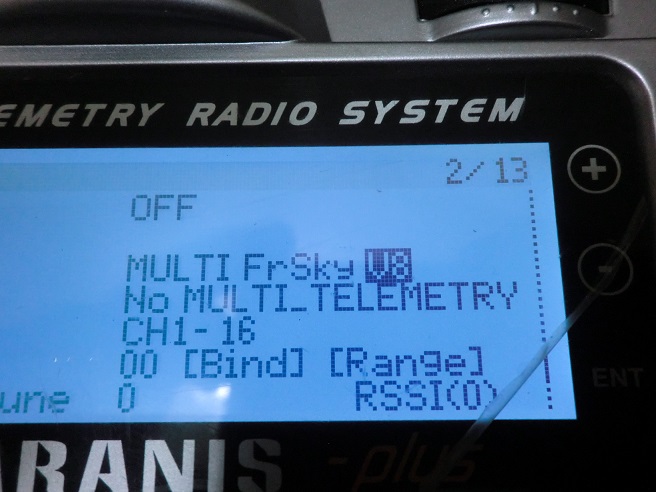 EMETRY RADIO SYSTEM
2/13
OFF
MULTI FrSky V8
No MULTI_TELEMETRY
CH1-16
00 [Bind] [Range]
une 0 RSSI(0)
+
-
ENT
ARANIS -plus